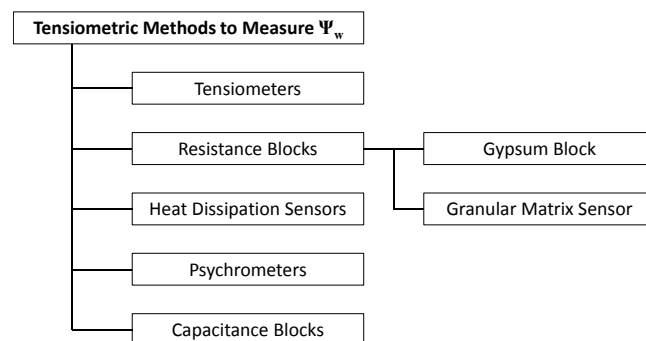 Tensiometric Methods to Measure Ψw
Tensiometers
Resistance Blocks
Gypsum Block
Heat Dissipation Sensors
Granular Matrix Sensor
Psychrometers
Capacitance Blocks